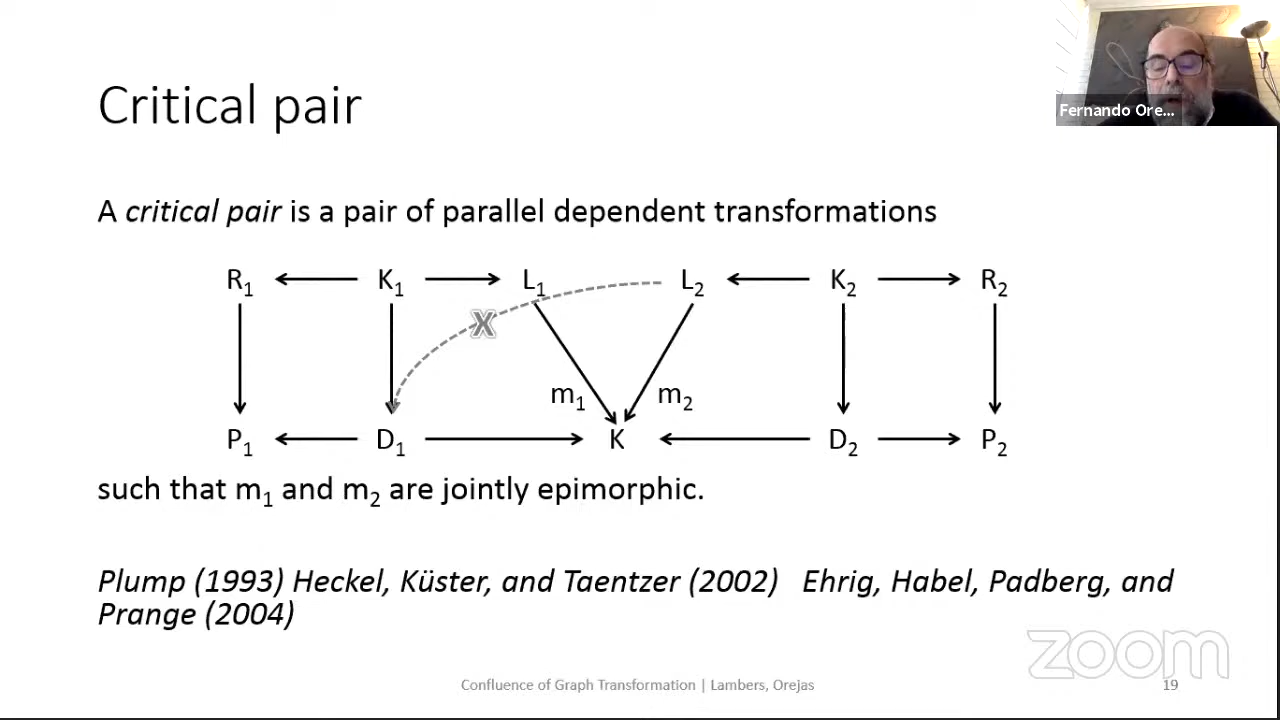 Critical pair
Fernando Ore...
A critical pair is a pair of parallel dependent transformations
R1 K1 L1 L2 K2 R2
X
m1 m2
P1 D1 K D2 P2
such that m1 and m2 are jointly epimorphic.
Plump (1993) Heckel, Küster, and Taentzer (2002) Ehrig, Habel, Padberg, and
Prange (2004)
zoom
Confluence of Graph Transformation | Lambers, Orejas 19